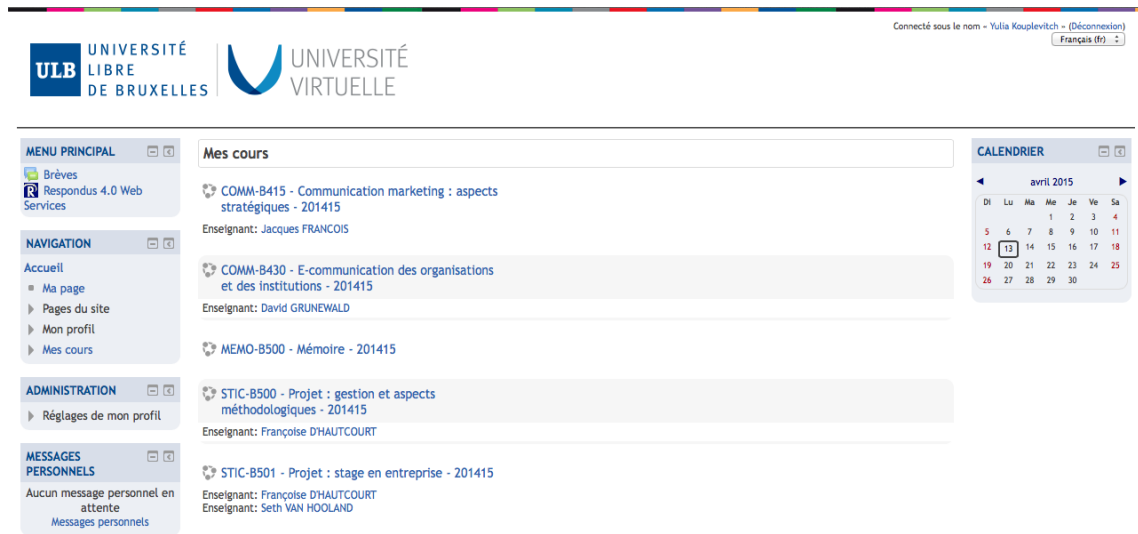 Connecté sous le nom - Yulia Kouplevitch - (Déconnexion)
Français (fr)
ULB
UNIVERSITÉ
LIBRE
DE BRUXELLES
UNIVERSITÉ
VIRTUELLE
MENU PRINCIPAL
Brèves
R Respondus 4.0 Web
Services
NAVIGATION
Accueil
Ma page
Pages du site
Mon profil
Mes cours
ADMINISTRATION
Réglages de mon profil
MESSAGES
PERSONNELS
Aucun message personnel en
attente
Messages personnels
Mes cours
COMM-B415 - Communication marketing : aspects
stratégiques - 201415
Enseignant: Jacques FRANCOIS
COMM-B430 - E-communication des organisations
et des institutions - 201415
Enseignant: David GRUNEWALD
MEMO-B500 - Mémoire - 201415
STIC-B500 - Projet : gestion et aspects
méthodologiques - 201415
Enseignant: Françoise D'HAUTCOURT
STIC-B501 - Projet : stage en entreprise - 201415
Enseignant: Françoise D'HAUTCOURT
Enseignant: Seth VAN HOOLAND
CALENDRIER
avril 2015
Di Lu Ma Me Je Ve Sa
1 2 3 4
5 6 7 8 9 10 11
12 13 14 15 16 17 18
19 20 21 22 23 24 25
26 27 28 29 30